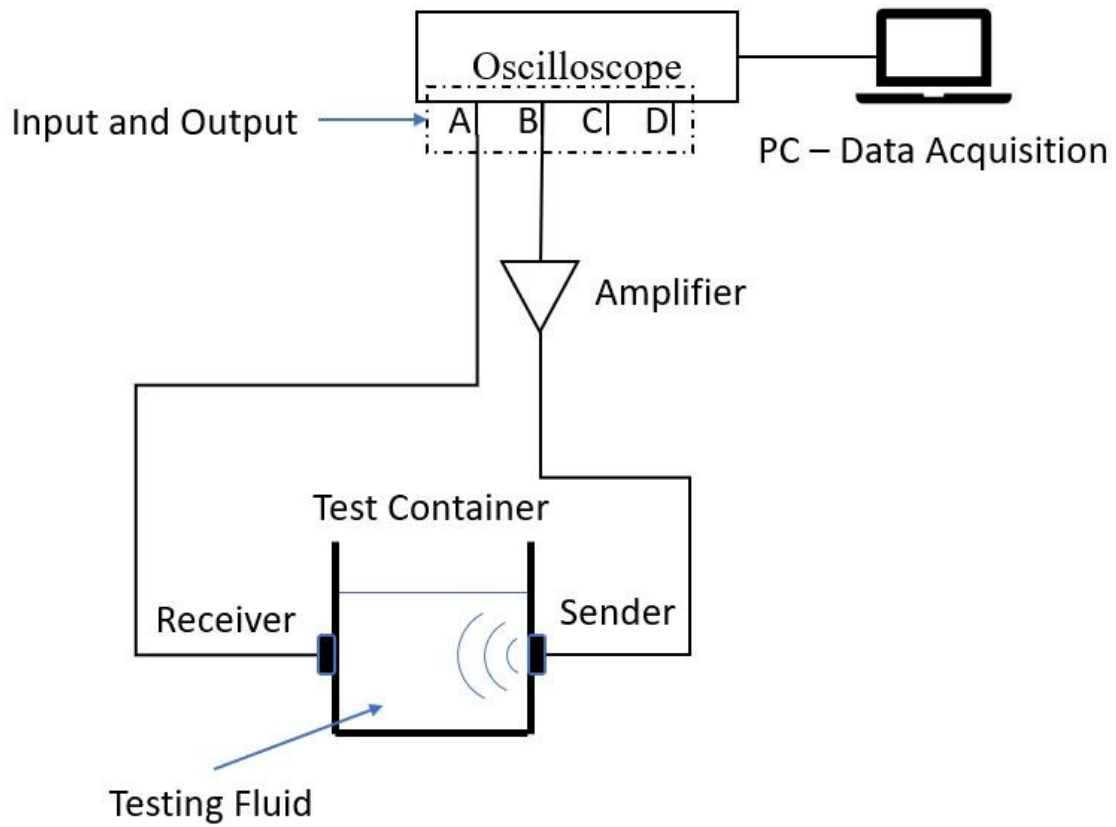 Oscilloscope
Input and Output
A B C D
PC – Data Acquisition
Amplifier
Test Container
Receiver
Sender
Testing Fluid